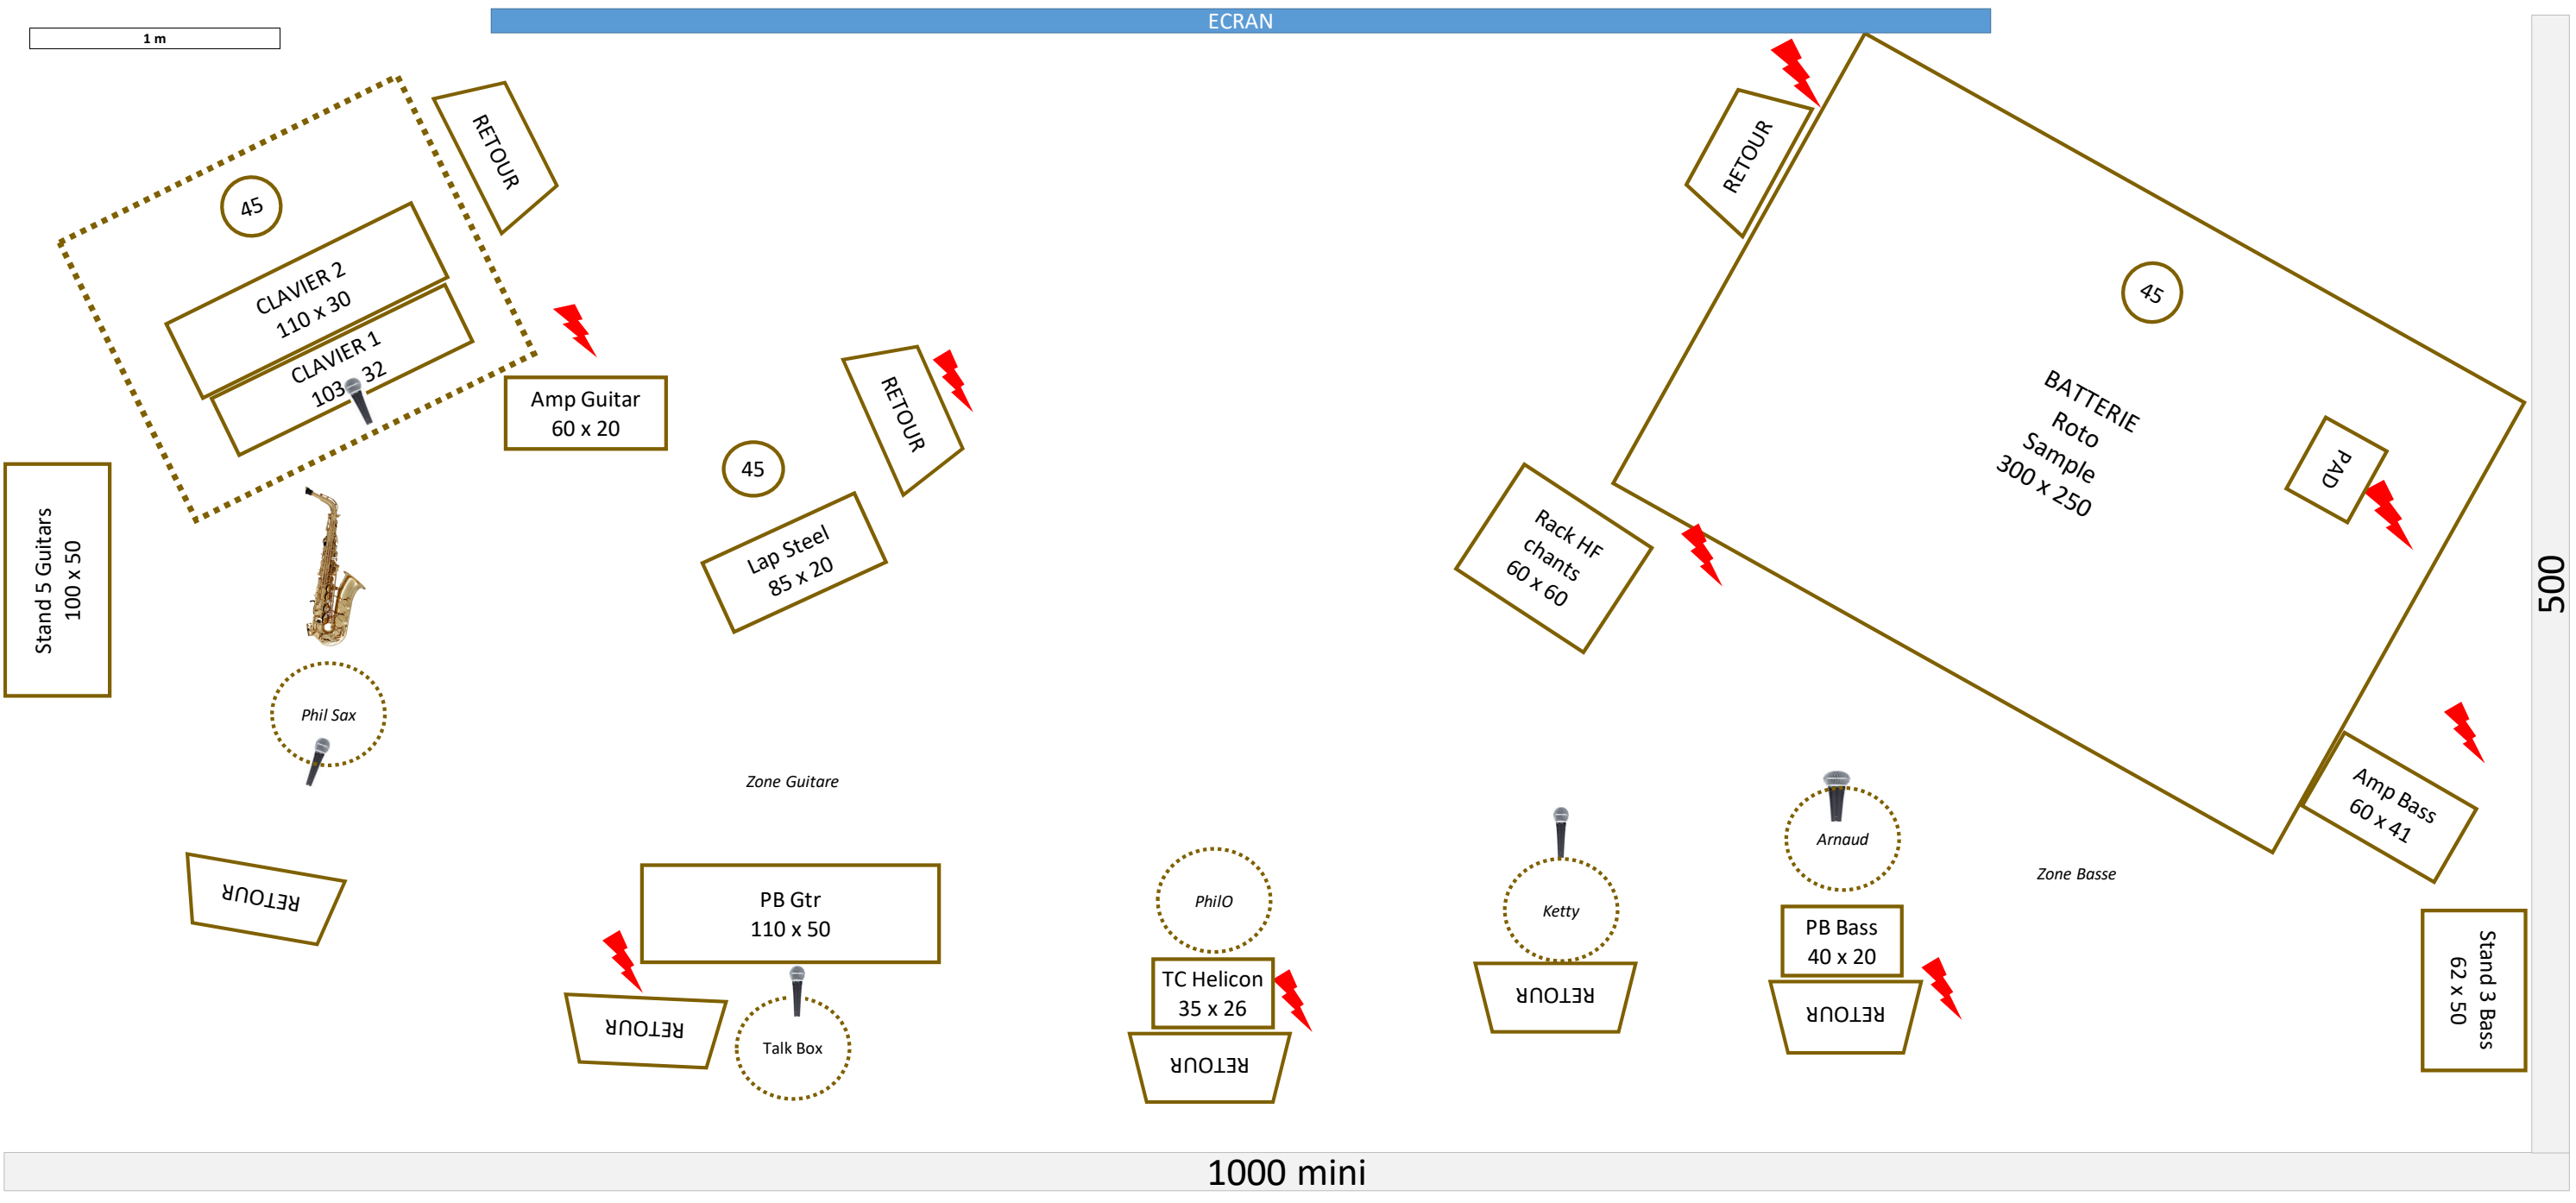 ECRAN
1 m
RETOUR
RETOUR
45
CLAVIER 2
110 x 30
CLAVIER 1
103 32
45
BATTERIE
Roto
Sample
300 x 250
PAD
Amp Guitar
60 x 20
RETOUR
45
Lap Steel
85 x 20
Rack HF
chants
60 x 60
Stand 5 Guitars
100 x 50
500
Phil Sax
Zone Guitare
Amp Bass
60 x 41
Arnaud
Zone Basse
RETOUR
PB Gtr
110 x 50
PhilO
Ketty
PB Bass
40 x 20
Stand 3 Bass
62 x 50
TC Helicon
35 x 26
RETOUR
RETOUR
RETOUR
Talk Box
RETOUR
1000 mini